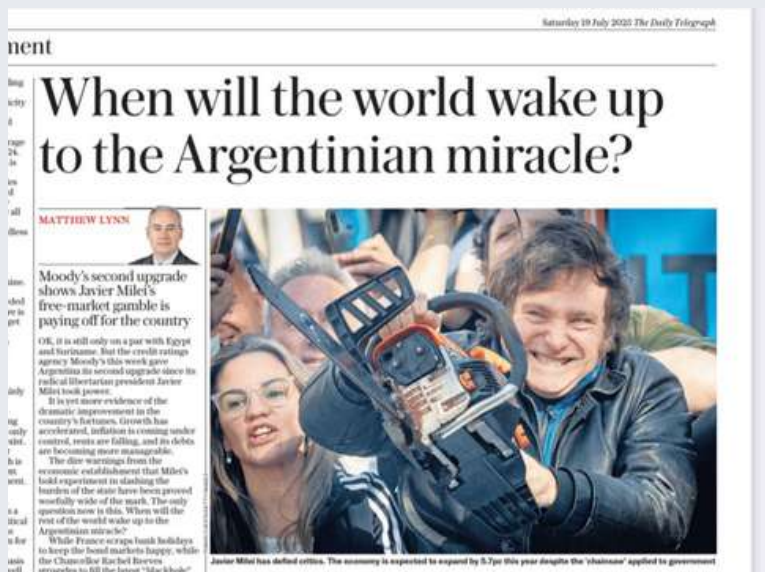 Saturday 19 July 2025 The Daily Telegraph
ment
When will the world wake up
to the Argentinian miracle?
MATTHEW LYNN
Moody's second upgrade
shows Javier Milei's
free-market gamble is
paying off for the country
OK, it is still only on a par with Egypt
and Suriname. But the credit ratings
agency Moody's this week gave
Argentina its second upgrade since its
radical libertarian president Javier
Milei took power.
It is yet more evidence of the
dramatic improvement in the
country's fortunes. Growth has
accelerated, inflation is coming under
control, rents are falling, and its debts
are becoming more manageable.
The dire warnings from the
economic establishment that Milei's
bold experiment in slashing the
burden of the state have been proved
woefully wide of the mark. The only
question now is this. When will the
rest of the world wake up to the
Argentinian miracle?
While France scraps bank holidays
to keep the bond markets happy, while
the Chancellor Rachel Reeves
struggles to fill the latest "blackhole"
IT
Javier Milei has defied critics. The economy is expected to expand by 5.7pc this year despite the 'chainsaw' applied to government